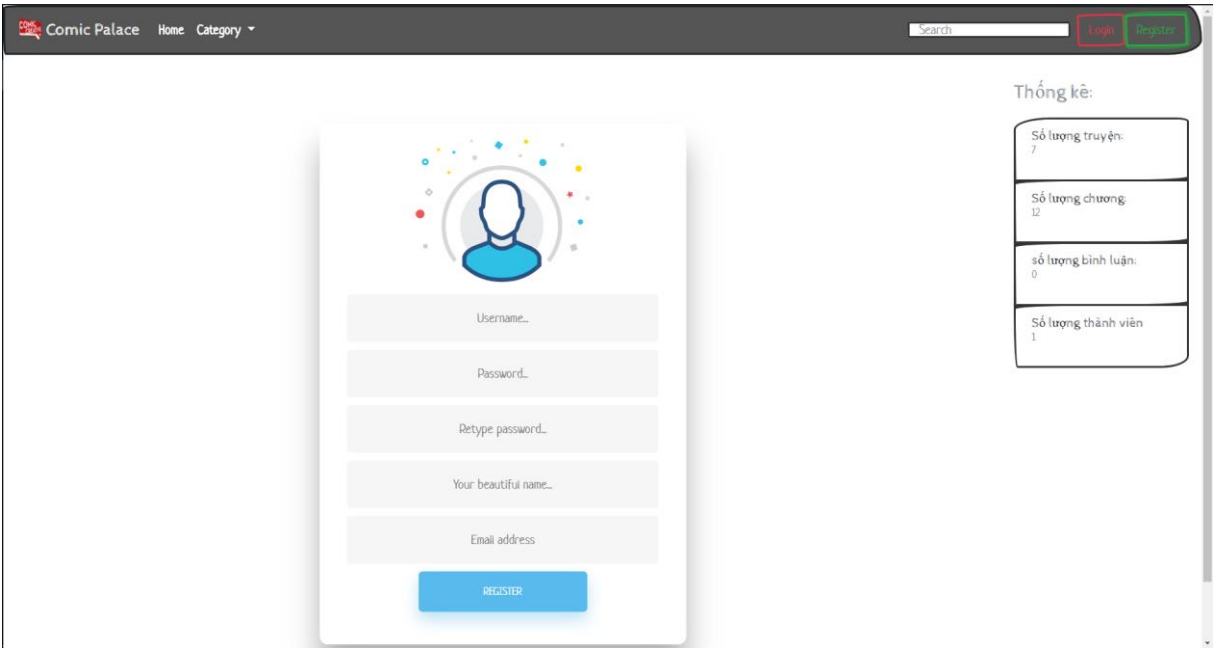 Comic Palace Home Category Search Login Register
Thống kê:
Số lượng truyện:
7
Số lượng chương:
12
số lượng bình luận:
0
Số lượng thành viên
1
Username...
Password...
Retype password...
Your beautiful name...
Email address
REGISTER